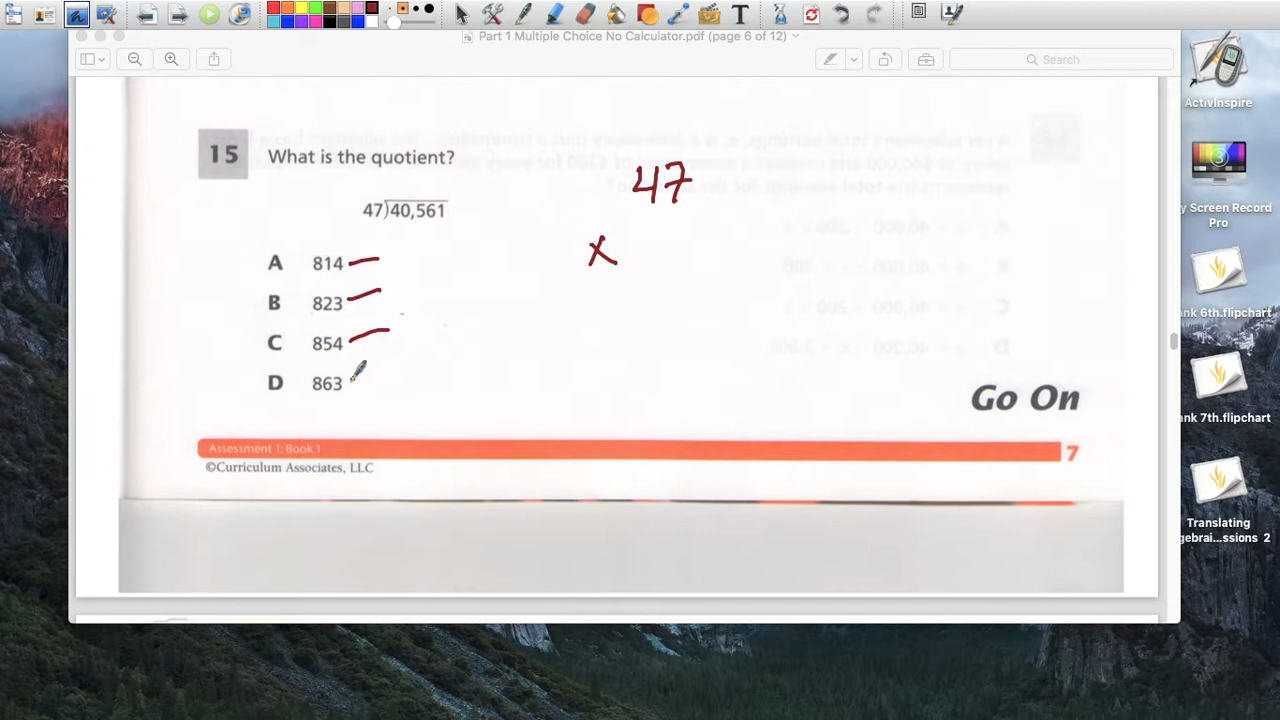 Part 1 Multiple Choice No Calculator.pdf (page 6 of 12)
Search
15 What is the quotient?
47)40,561
47
x
A 814
B 823
C 854
D 863
Go On
Assessment 1: Book 1
7
©Curriculum Associates, LLC
ActivInspire
y Screen Record
Pro
nk 6th.flipchart
nk 7th.flipchart
Translating
gebrai...ssions 2